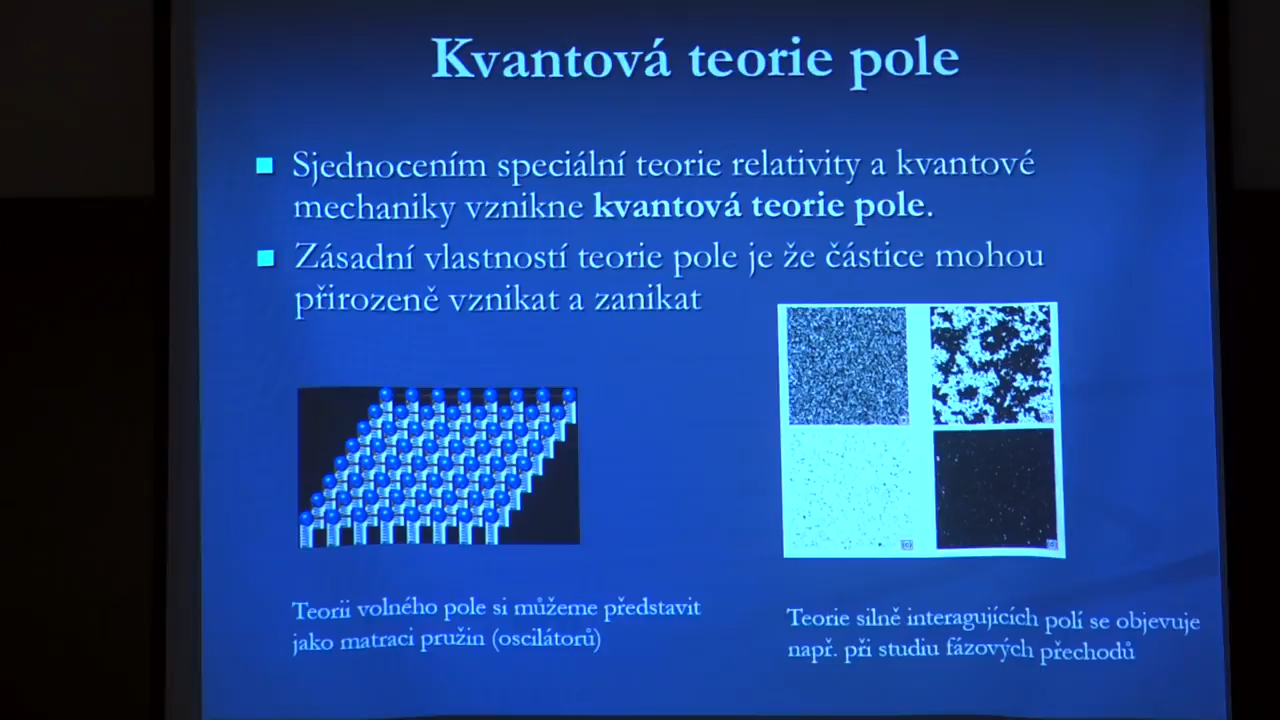 Kvantová teorie pole
Sjednocením speciální teorie relativity a kvantové
mechaniky vznikne kvantová teorie pole.
Zásadní vlastností teorie pole je že částice mohou
přirozeně vznikat a zanikat
(c)
Teorii volného pole si můžeme představit
jako matraci pružin (oscilátorů)
Teorie silně interagujících polí se objevuje
např. při studiu fázových přechodů